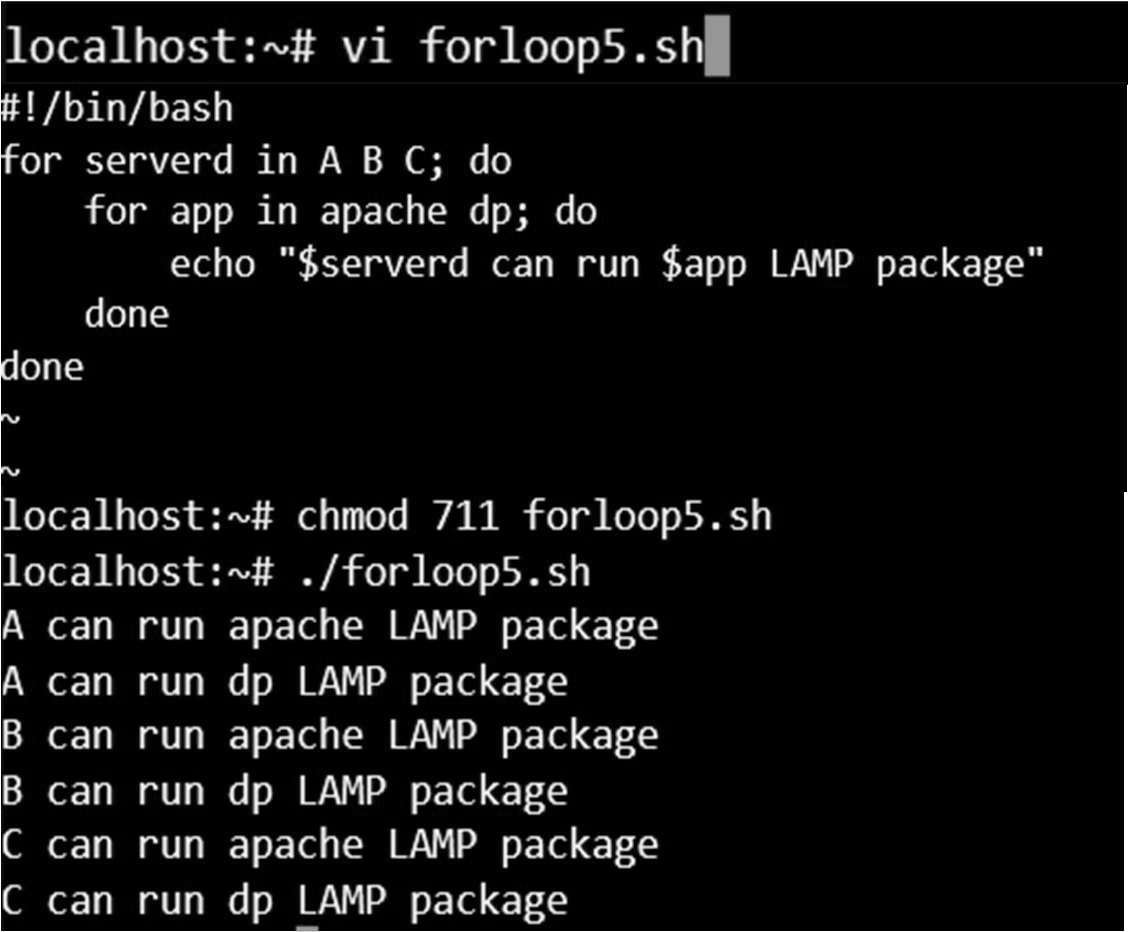 localhost:~# vi forloop5.sh
#!/bin/bash
for serverd in A B C; do
    for app in apache dp; do
        echo "$serverd can run $app LAMP package"
    done
done
~
~
localhost:~# chmod 711 forloop5.sh
localhost:~# ./forloop5.sh
A can run apache LAMP package
A can run dp LAMP package
B can run apache LAMP package
B can run dp LAMP package
C can run apache LAMP package
C can run dp LAMP package